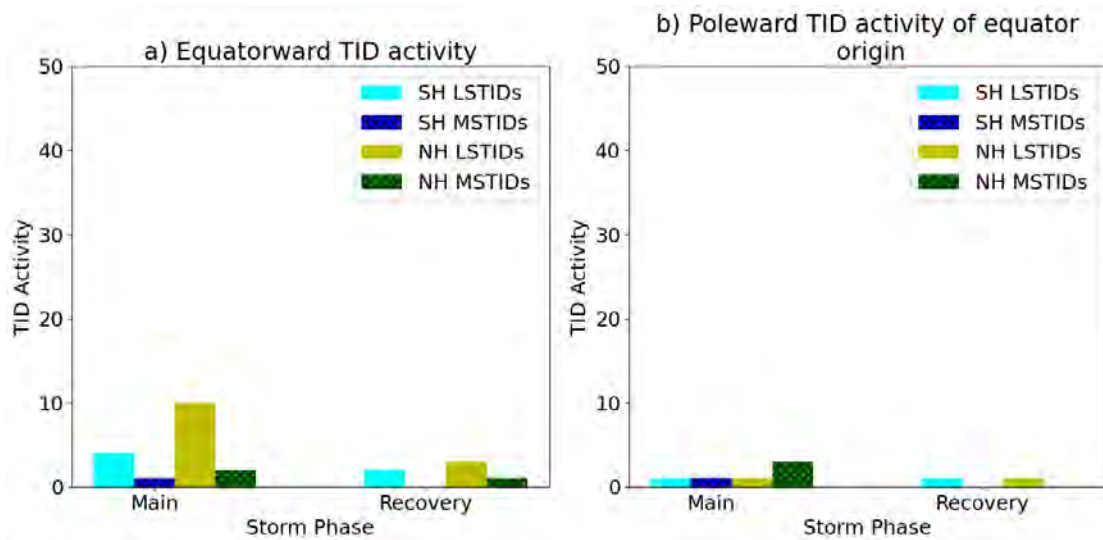 a) Equatorward TID activity
50
40
30
20
10
0
TID Activity
SH LSTIDs
SH MSTIDs
NH LSTIDs
NH MSTIDs
Main
Recovery
Storm Phase
b) Poleward TID activity of equator
origin
50
40
30
20
10
0
TID Activity
SH LSTIDs
SH MSTIDs
NH LSTIDs
NH MSTIDs
Main
Recovery
Storm Phase